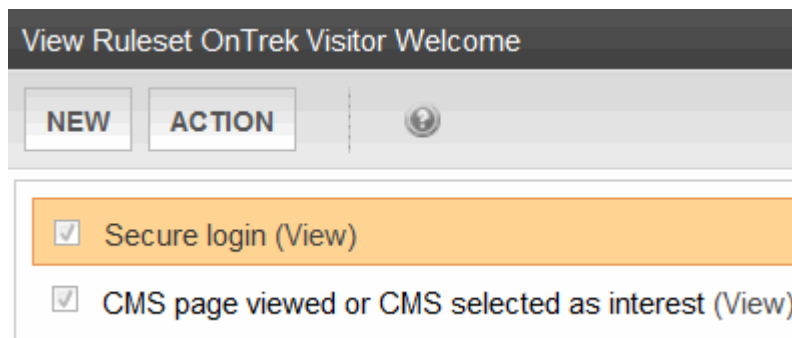 View Ruleset OnTrek Visitor Welcome
NEW ACTION ?
Secure login (View)
CMS page viewed or CMS selected as interest (View)